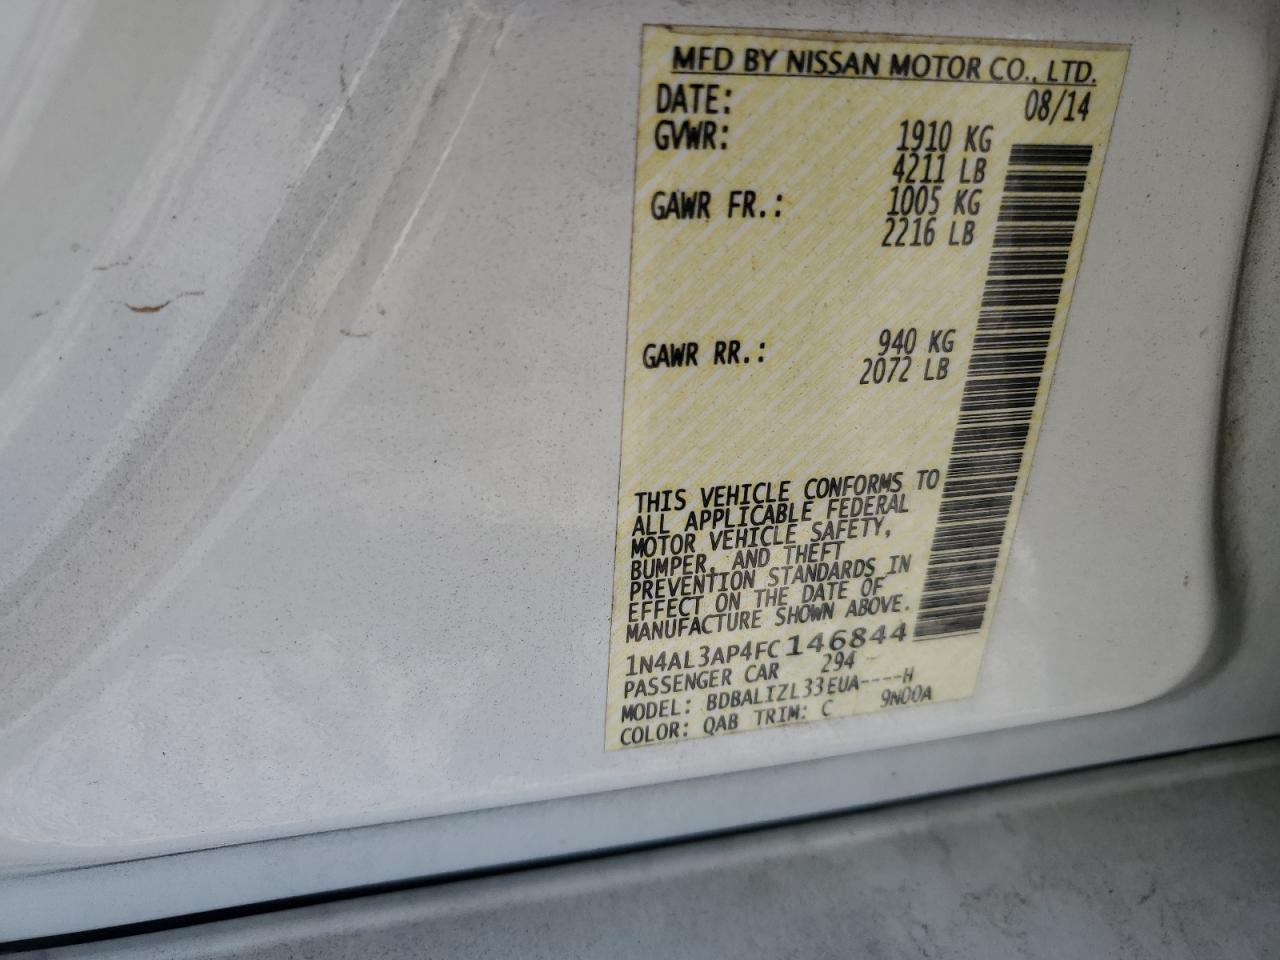 MFD BY NISSAN MOTOR CO., LTD.
DATE: 08/14
GVWR: 1910 KG
4211 LB
GAWR FR.: 1005 KG
2216 LB
GAWR RR.: 940 KG
2072 LB
THIS VEHICLE CONFORMS TO
ALL APPLICABLE FEDERAL
MOTOR VEHICLE SAFETY,
BUMPER, AND THEFT
PREVENTION STANDARDS IN
EFFECT ON THE DATE OF
MANUFACTURE SHOWN ABOVE.
1N4AL3AP4FC146844
PASSENGER CAR 294
MODEL: BDBALIZL33EUA----H
COLOR: QAB TRIM: C 9N00A